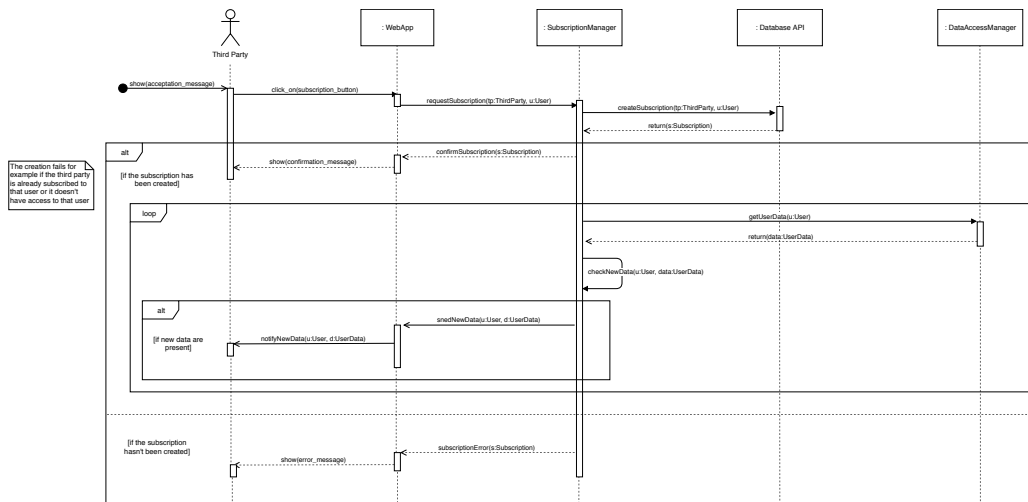 Third Party
: WebApp
: SubscriptionManager
: Database API
: DataAccessManager
show(acceptation_message)
click_on(subscription_button)
requestSubscription(tp:ThirdParty, u:User)
createSubscription(tp:ThirdParty, u:User)
return(s:Subscription)
alt
confirmSubscription(s:Subscription)
show(confirmation_message)
The creation fails for
example if the third party
is already subscribed to
that user or it doesn't
have access to that user
[if the subscription has
been created]
loop
getUserData(u:User)
return(data:UserData)
checkNewData(u:User, data:UserData)
alt
snedNewData(u:User, d:UserData)
[if new data are
present]
notifyNewData(u:User, d:UserData)
[if the subscription
hasn't been created]
subscriptionError(s:Subscription)
show(error_message)